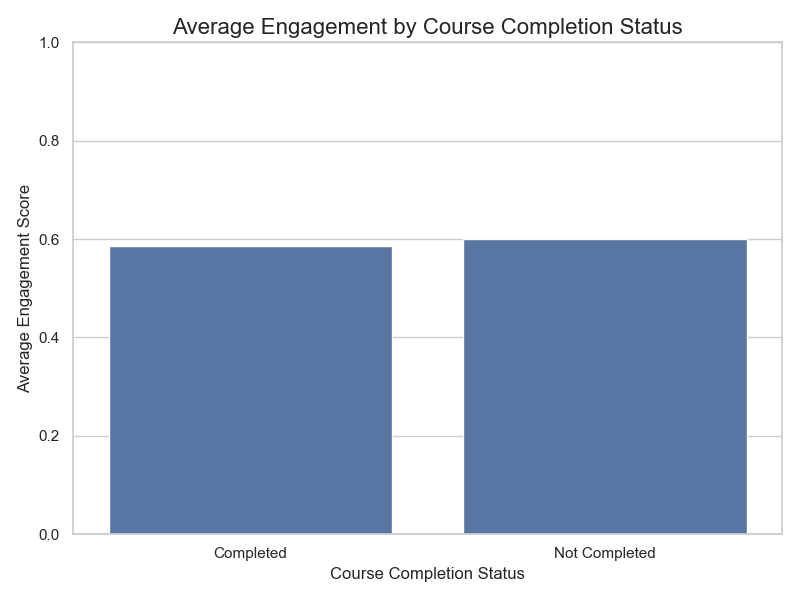 Average Engagement by Course Completion Status
1.0
0.8
0.6
0.4
0.2
0.0
Average Engagement Score
Completed
Not Completed
Course Completion Status